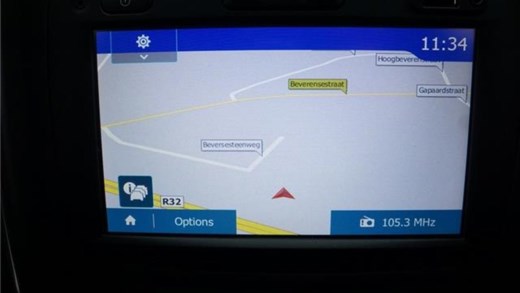 11:34
Hoogbeveren
Beverensestraat
Gapaardstraat
Beversesteenweg
R32
Options
105.3 MHz